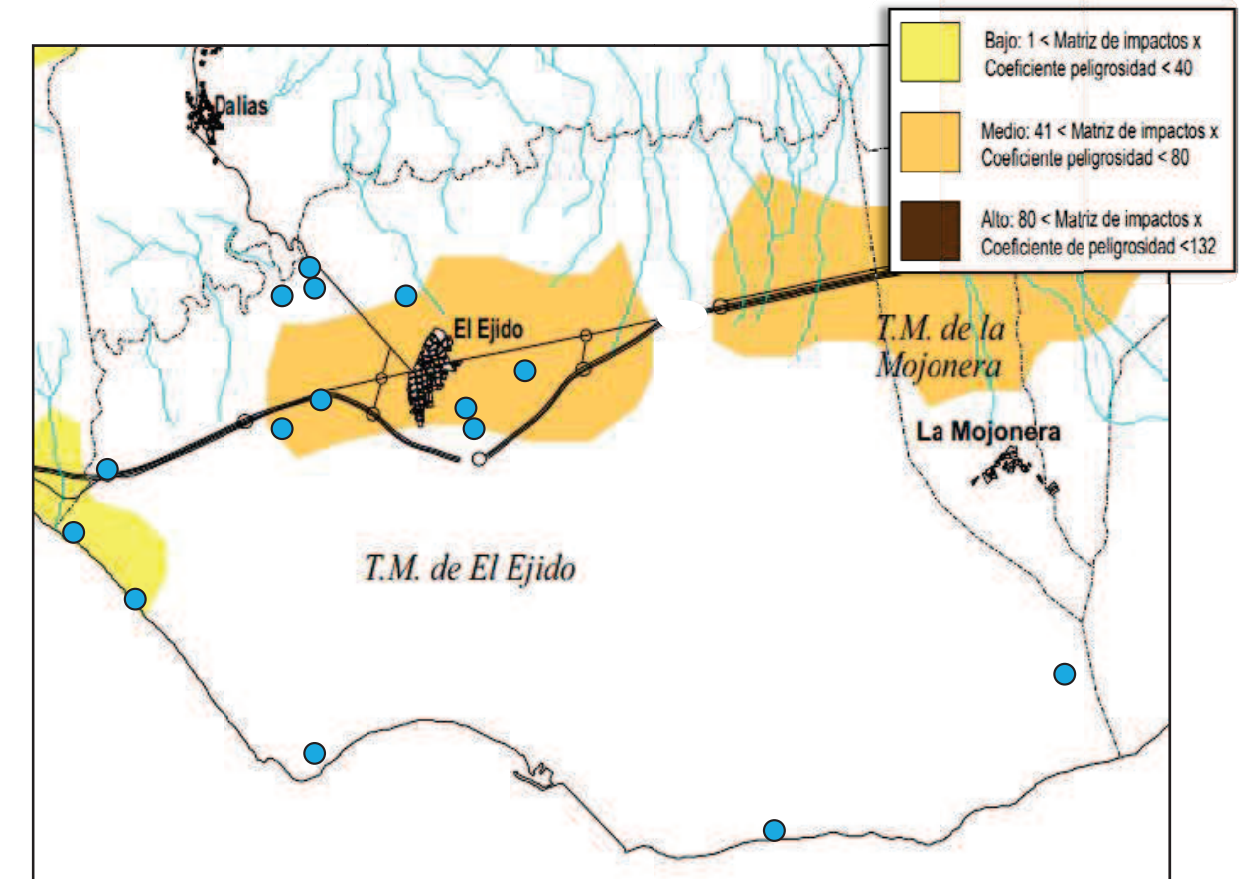 Bajo: 1 < Matriz de impactos x
Coeficiente peligrosidad < 40
Medio: 41 < Matriz de impactos x
Coeficiente peligrosidad < 80
Alto: 80 < Matriz de impactos x
Coeficiente de peligrosidad <132
Dalias
El Ejido
T.M. de la
Mojonera
La Mojonera
T.M. de El Ejido